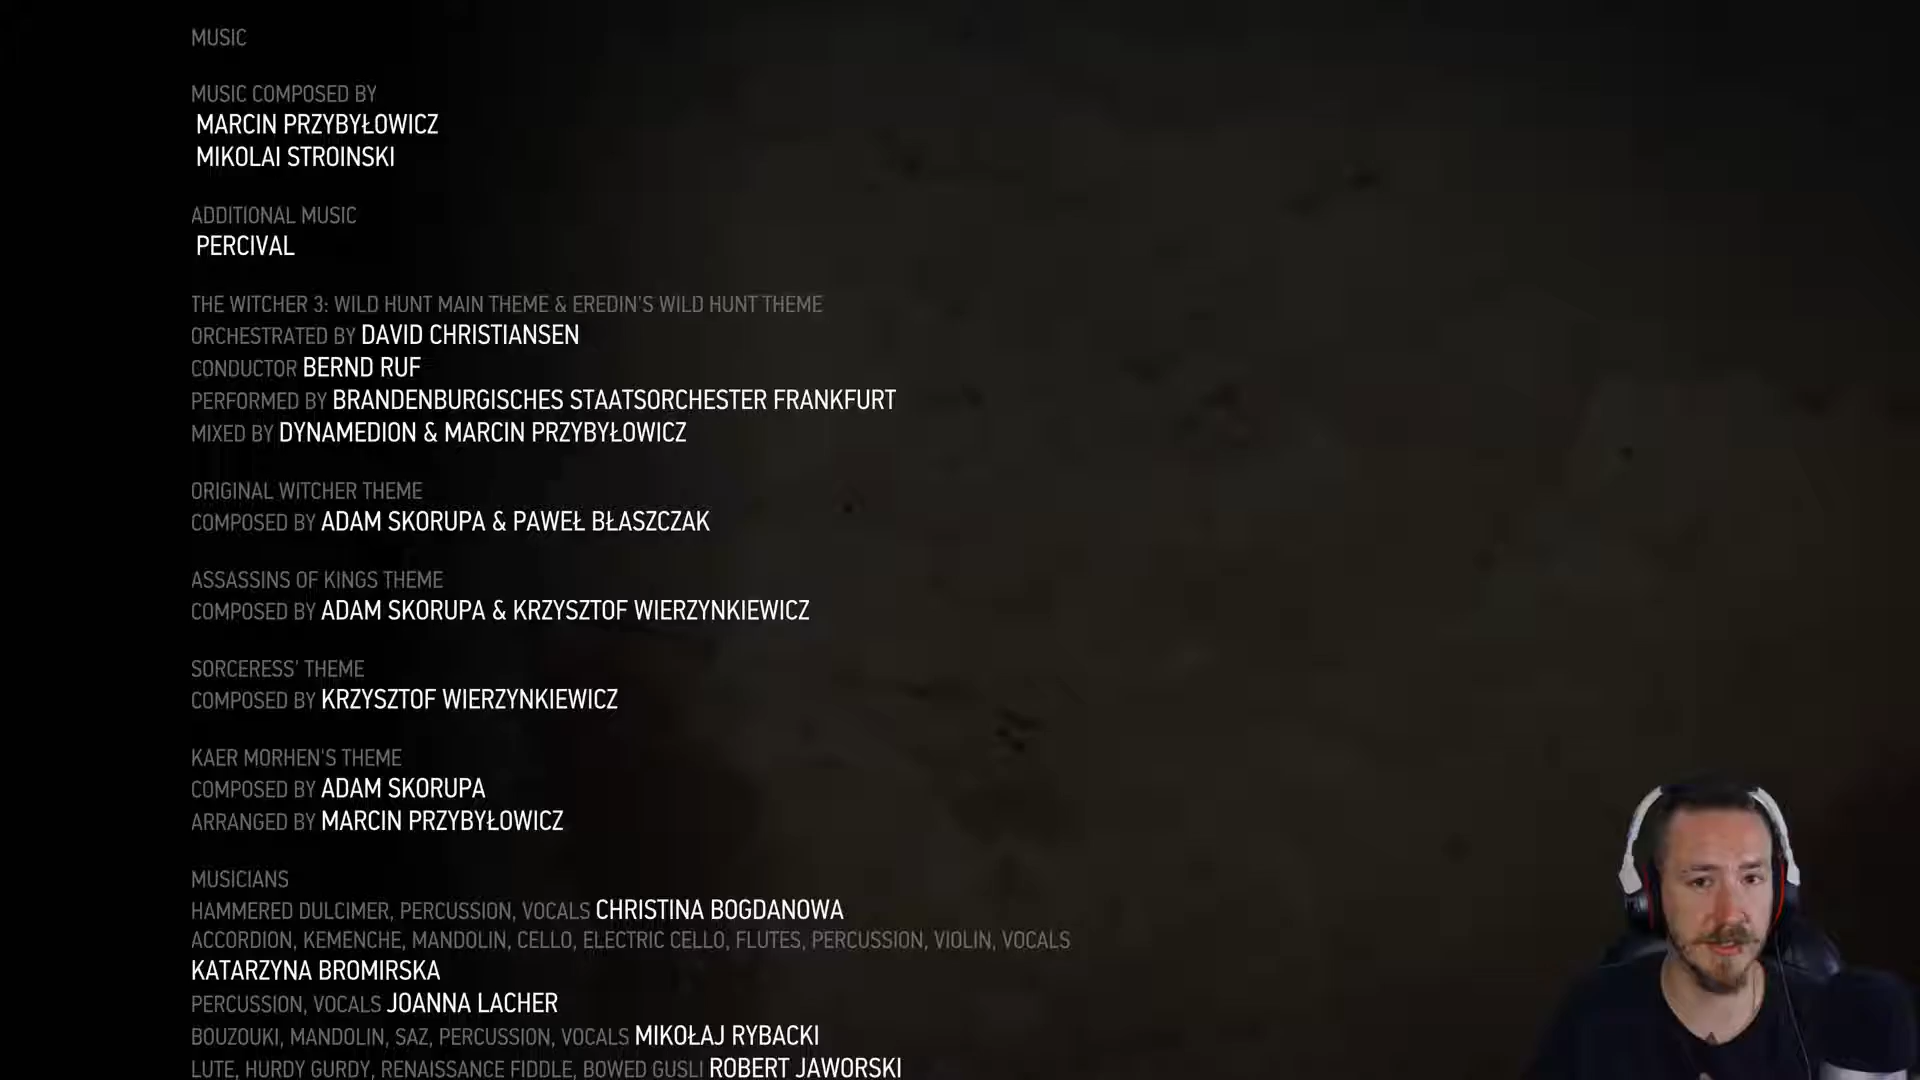 MUSIC
MUSIC COMPOSED BY
MARCIN PRZYBYŁOWICZ
MIKOLAI STROINSKI
ADDITIONAL MUSIC
PERCIVAL
THE WITCHER 3: WILD HUNT MAIN THEME & EREDIN'S WILD HUNT THEME
ORCHESTRATED BY DAVID CHRISTIANSEN
CONDUCTOR BERND RUF
PERFORMED BY BRANDENBURGISCHES STAATSORCHESTER FRANKFURT
MIXED BY DYNAMEDION & MARCIN PRZYBYŁOWICZ
ORIGINAL WITCHER THEME
COMPOSED BY ADAM SKORUPA & PAWEŁ BŁASZCZAK
ASSASSINS OF KINGS THEME
COMPOSED BY ADAM SKORUPA & KRZYSZTOF WIERZYNKIEWICZ
SORCERESS' THEME
COMPOSED BY KRZYSZTOF WIERZYNKIEWICZ
KAER MORHEN'S THEME
COMPOSED BY ADAM SKORUPA
ARRANGED BY MARCIN PRZYBYŁOWICZ
MUSICIANS
HAMMERED DULCIMER, PERCUSSION, VOCALS CHRISTINA BOGDANOWA
ACCORDION, KEMENCHE, MANDOLIN, CELLO, ELECTRIC CELLO, FLUTES, PERCUSSION, VIOLIN, VOCALS
KATARZYNA BROMIRSKA
PERCUSSION, VOCALS JOANNA LACHER
BOUZOUKI, MANDOLIN, SAZ, PERCUSSION, VOCALS MIKOŁAJ RYBACKI
LUTE, HURDY GURDY, RENAISSANCE FIDDLE, BOWED GUSLI ROBERT JAWORSKI